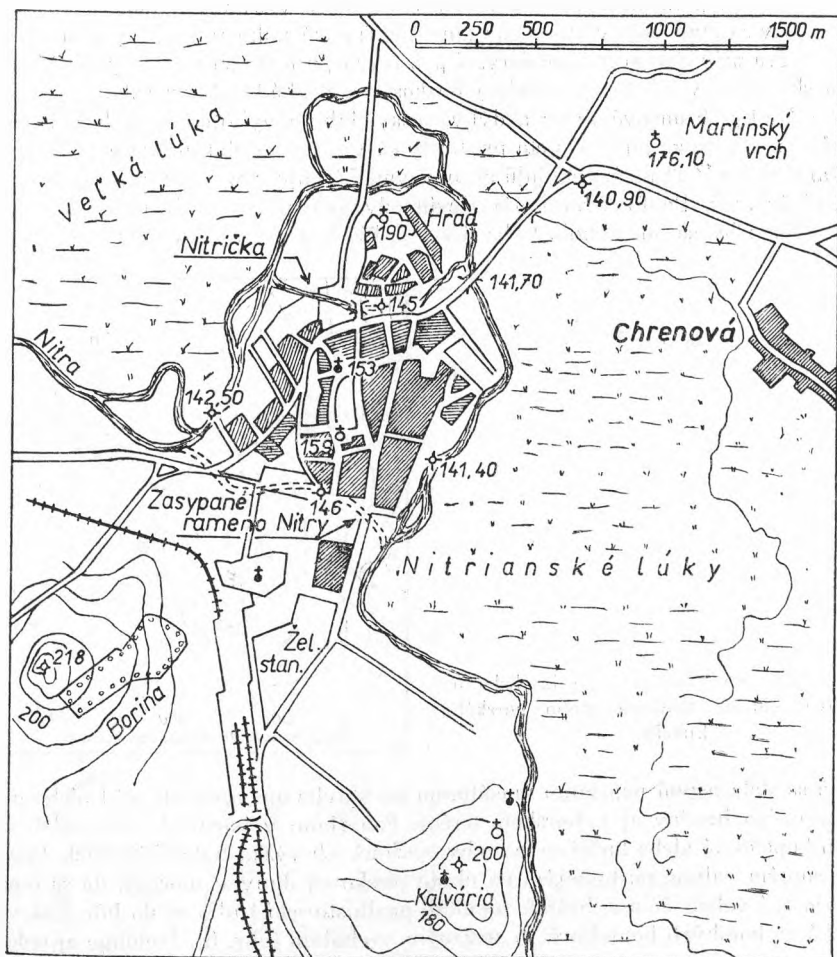 0 250 500 1000 1500 m
Veľká lúka
Martinský
vrch
176,10
140,90
Hrad
190
Nitrička
145
141,70
Chrenová
Nitra
153
142,50
159
141,40
Zasypané
rameno Nitry
146
Nitřianské lúky
Žel.
stan.
218
200
Borina
200
Kalvária
180